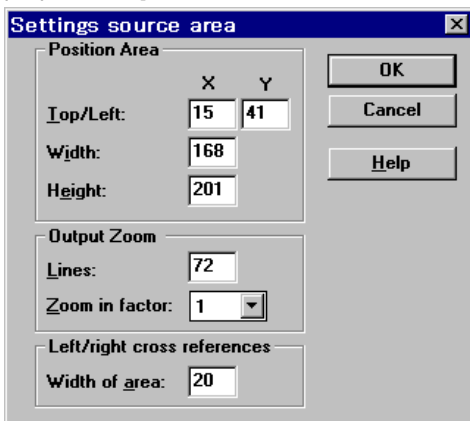 Settings source area
Position Area
X Y
Top/Left: 15 41
Width: 168
Height: 201
Output Zoom
Lines: 72
Zoom in factor: 1
Left/right cross references
Width of area: 20
OK
Cancel
Help